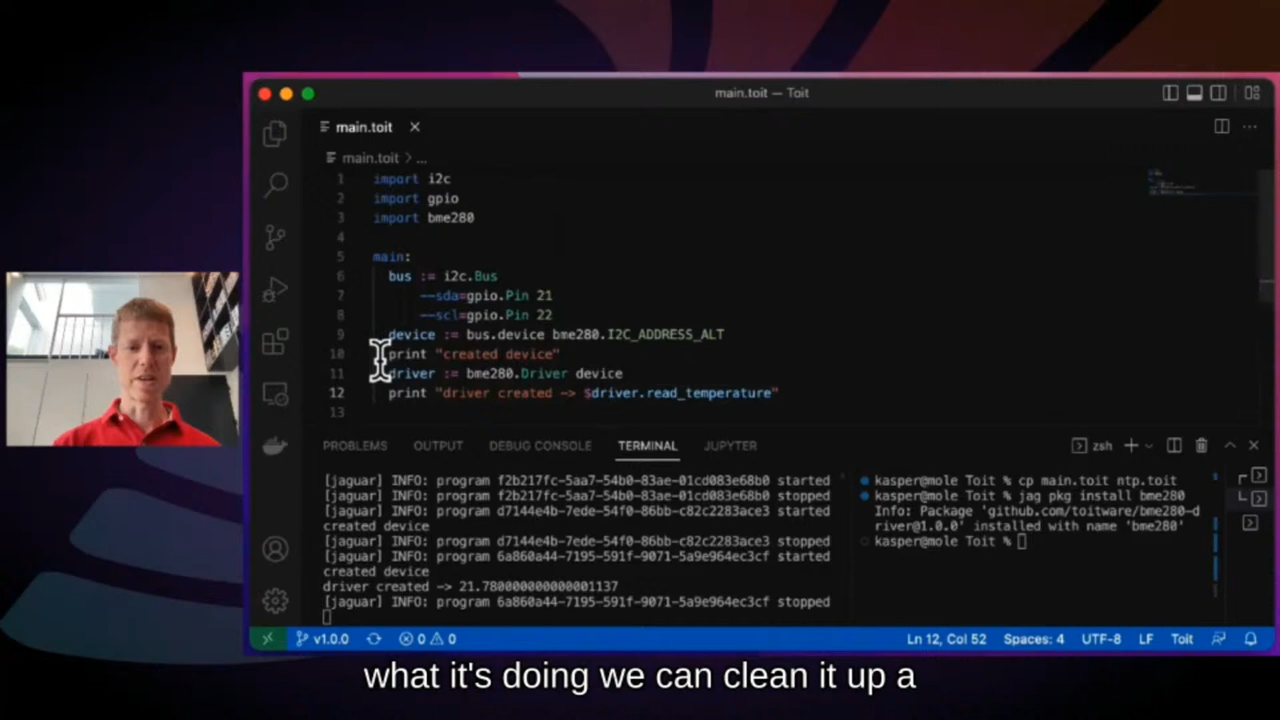 main.toit — Toit
main.toit
main.toit > ...
1 import i2c
2 import gpio
3 import bme280
4
5 main:
6 bus := i2c.Bus
7 --sda=gpio.Pin 21
8 --scl=gpio.Pin 22
9 device := bus.device bme280.I2C_ADDRESS_ALT
10 print "created device"
11 driver := bme280.Driver device
12 print "driver created -> $driver.read_temperature"
13
PROBLEMS OUTPUT DEBUG CONSOLE TERMINAL JUPYTER zsh
[jaguar] INFO: program f2b217fc-5aa7-54b0-83ae-01cd083e68b0 started
[jaguar] INFO: program f2b217fc-5aa7-54b0-83ae-01cd083e68b0 stopped
[jaguar] INFO: program d7144e4b-7ede-54d0-86bb-c82c2283ace3 started
created device
[jaguar] INFO: program d7144e4b-7ede-54d0-86bb-c82c2283ace3 stopped
[jaguar] INFO: program 6a860a44-7195-591f-9071-5a9e964ec3cf started
created device
driver created -> 21.780000000000001137
[jaguar] INFO: program 6a860a44-7195-591f-9071-5a9e964ec3cf stopped
kasper@mole Toit % cp main.toit ntp.toit
kasper@mole Toit % jag pkg install bme280
Info: Package 'github.com/toitware/bme280-d
river@1.0.0' installed with name 'bme280'
kasper@mole Toit %
v1.0.0 0 0 Ln 12, Col 52 Spaces: 4 UTF-8 LF Toit
what it's doing we can clean it up a